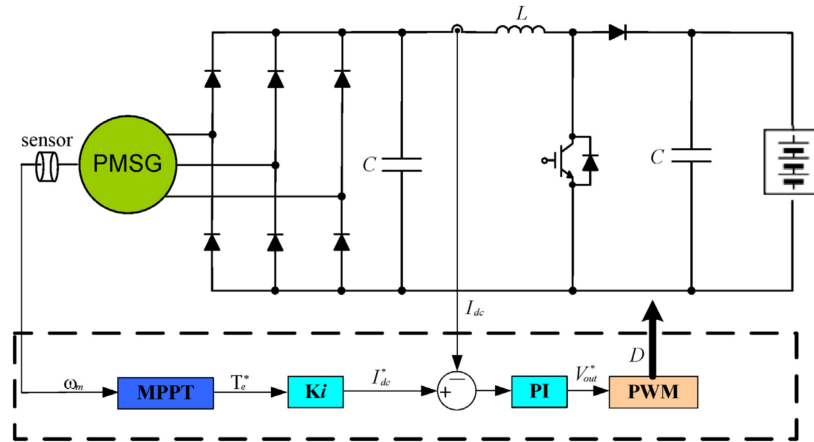 L
sensor
PMSG
C
C
I_dc
D
ω_m
MPPT
T_e^*
Ki
I_dc^*
+
−
PI
V_out^*
PWM